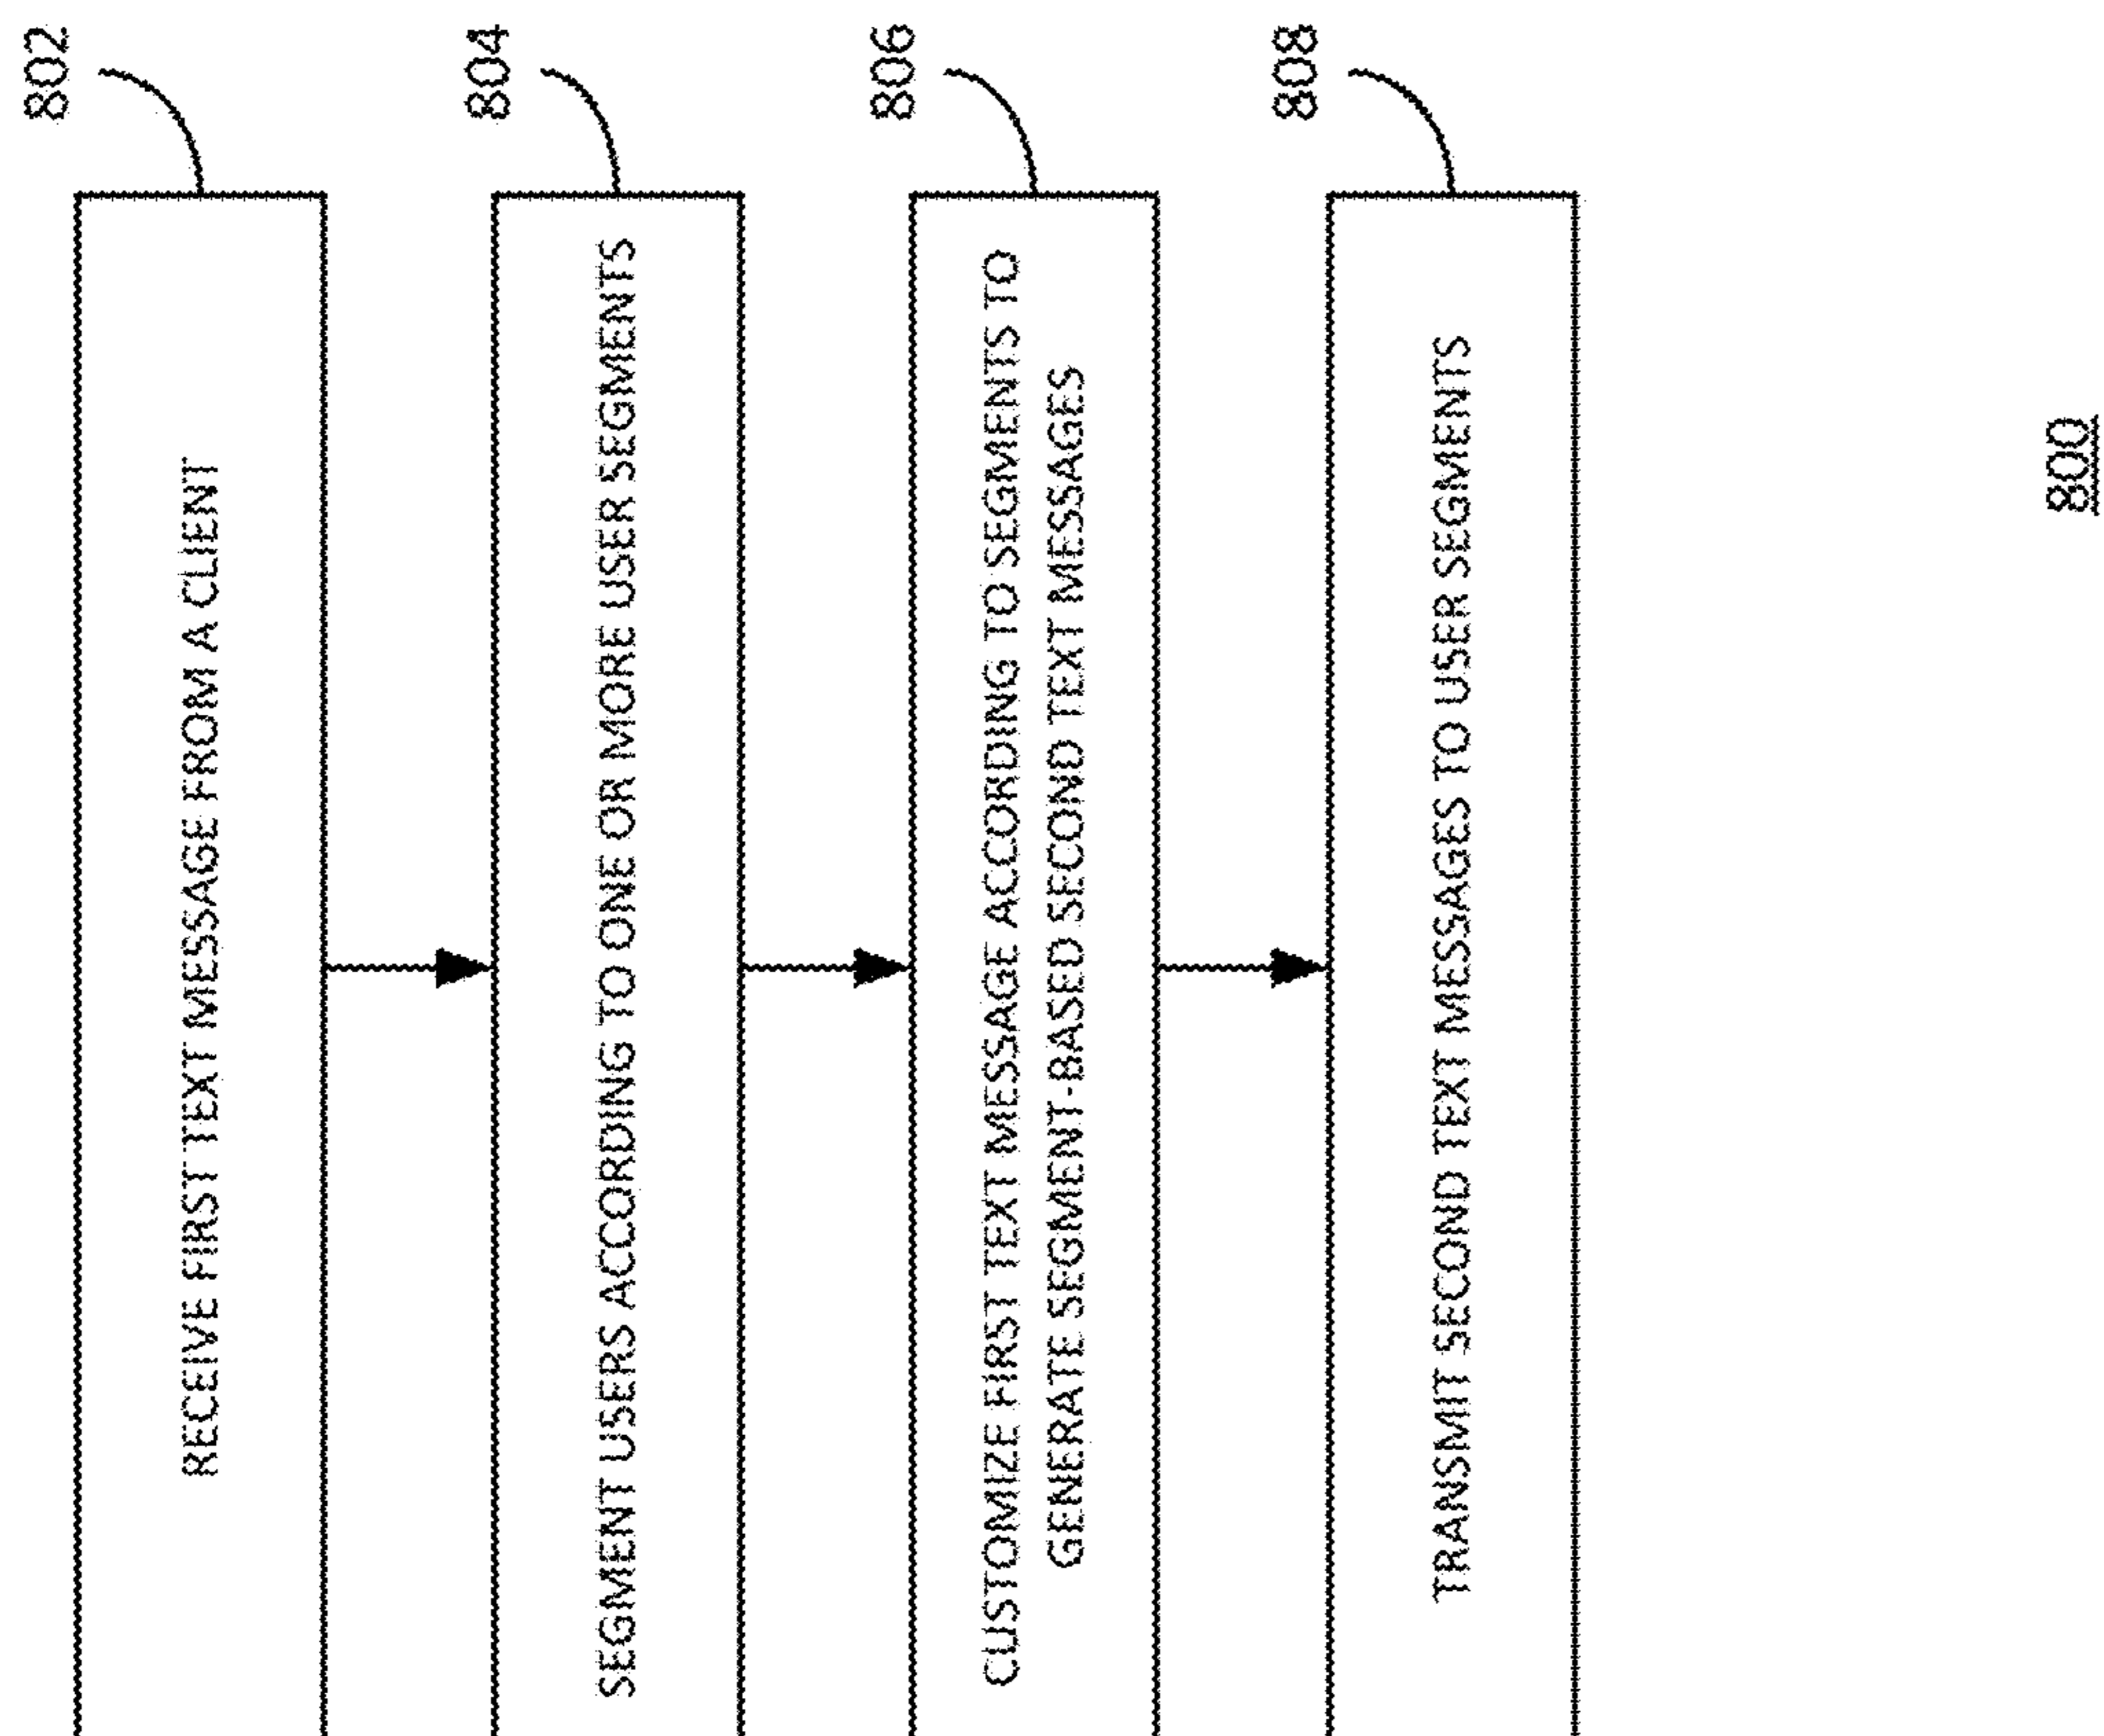 802
RECEIVE FIRST TEXT MESSAGE FROM A CLIENT
804
SEGMENT USERS ACCORDING TO ONE OR MORE USER SEGMENTS
806
CUSTOMIZE FIRST TEXT MESSAGE ACCORDING TO SEGMENTS TO
GENERATE SEGMENT-BASED SECOND TEXT MESSAGES
808
TRANSMIT SECOND TEXT MESSAGES TO USER SEGMENTS
800